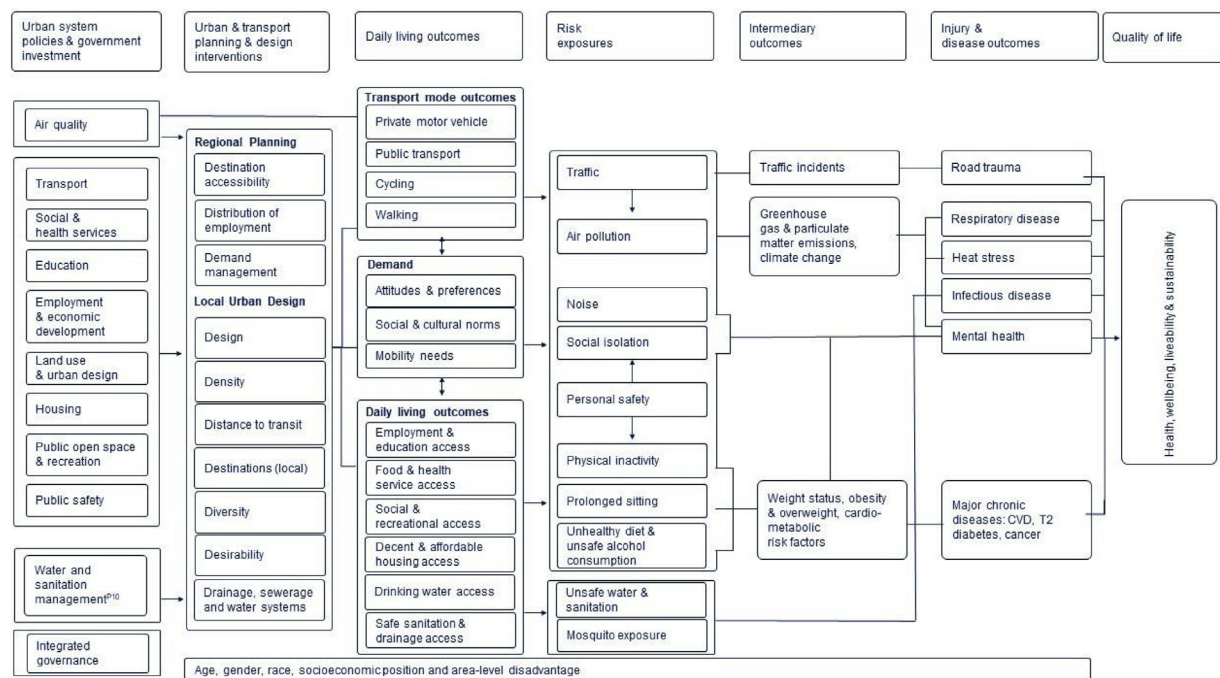 Urban system
policies & government
investment
Urban & transport
planning & design
interventions
Daily living outcomes
Risk
exposures
Intermediary
outcomes
Injury &
disease outcomes
Quality of life
Air quality
Transport
Social &
health services
Education
Employment
& economic
development
Land use
& urban design
Housing
Public open space
& recreation
Public safety
Water and
sanitation
managementP10
Integrated
governance
Regional Planning
Destination
accessibility
Distribution of
employment
Demand
management
Local Urban Design
Design
Density
Distance to transit
Destinations (local)
Diversity
Desirability
Drainage, sewerage
and water systems
Transport mode outcomes
Private motor vehicle
Public transport
Cycling
Walking
Demand
Attitudes & preferences
Social & cultural norms
Mobility needs
Daily living outcomes
Employment &
education access
Food & health
service access
Social &
recreational access
Decent & affordable
housing access
Drinking water access
Safe sanitation &
drainage access
Traffic
Air pollution
Noise
Social isolation
Personal safety
Physical inactivity
Prolonged sitting
Unhealthy diet &
unsafe alcohol
consumption
Unsafe water &
sanitation
Mosquito exposure
Traffic incidents
Greenhouse
gas & particulate
matter emissions,
climate change
Weight status, obesity
& overweight, cardio-
metabolic
risk factors
Road trauma
Respiratory disease
Heat stress
Infectious disease
Mental health
Major chronic
diseases: CVD, T2
diabetes, cancer
Health, wellbeing, liveability & sustainability
Age, gender, race, socioeconomic position and area-level disadvantage